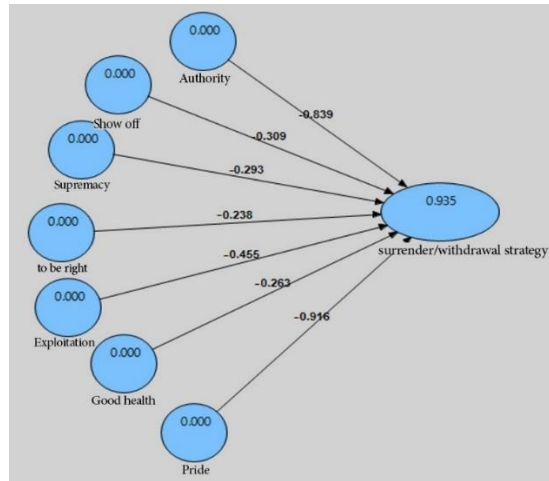 0.000
Authority
-0.839
0.000
Show off
-0.309
0.000
Supremacy
-0.293
0.935
surrender/withdrawal strategy
0.000
to be right
-0.238
0.000
Exploitation
-0.455
0.000
Good health
-0.263
0.000
Pride
-0.916